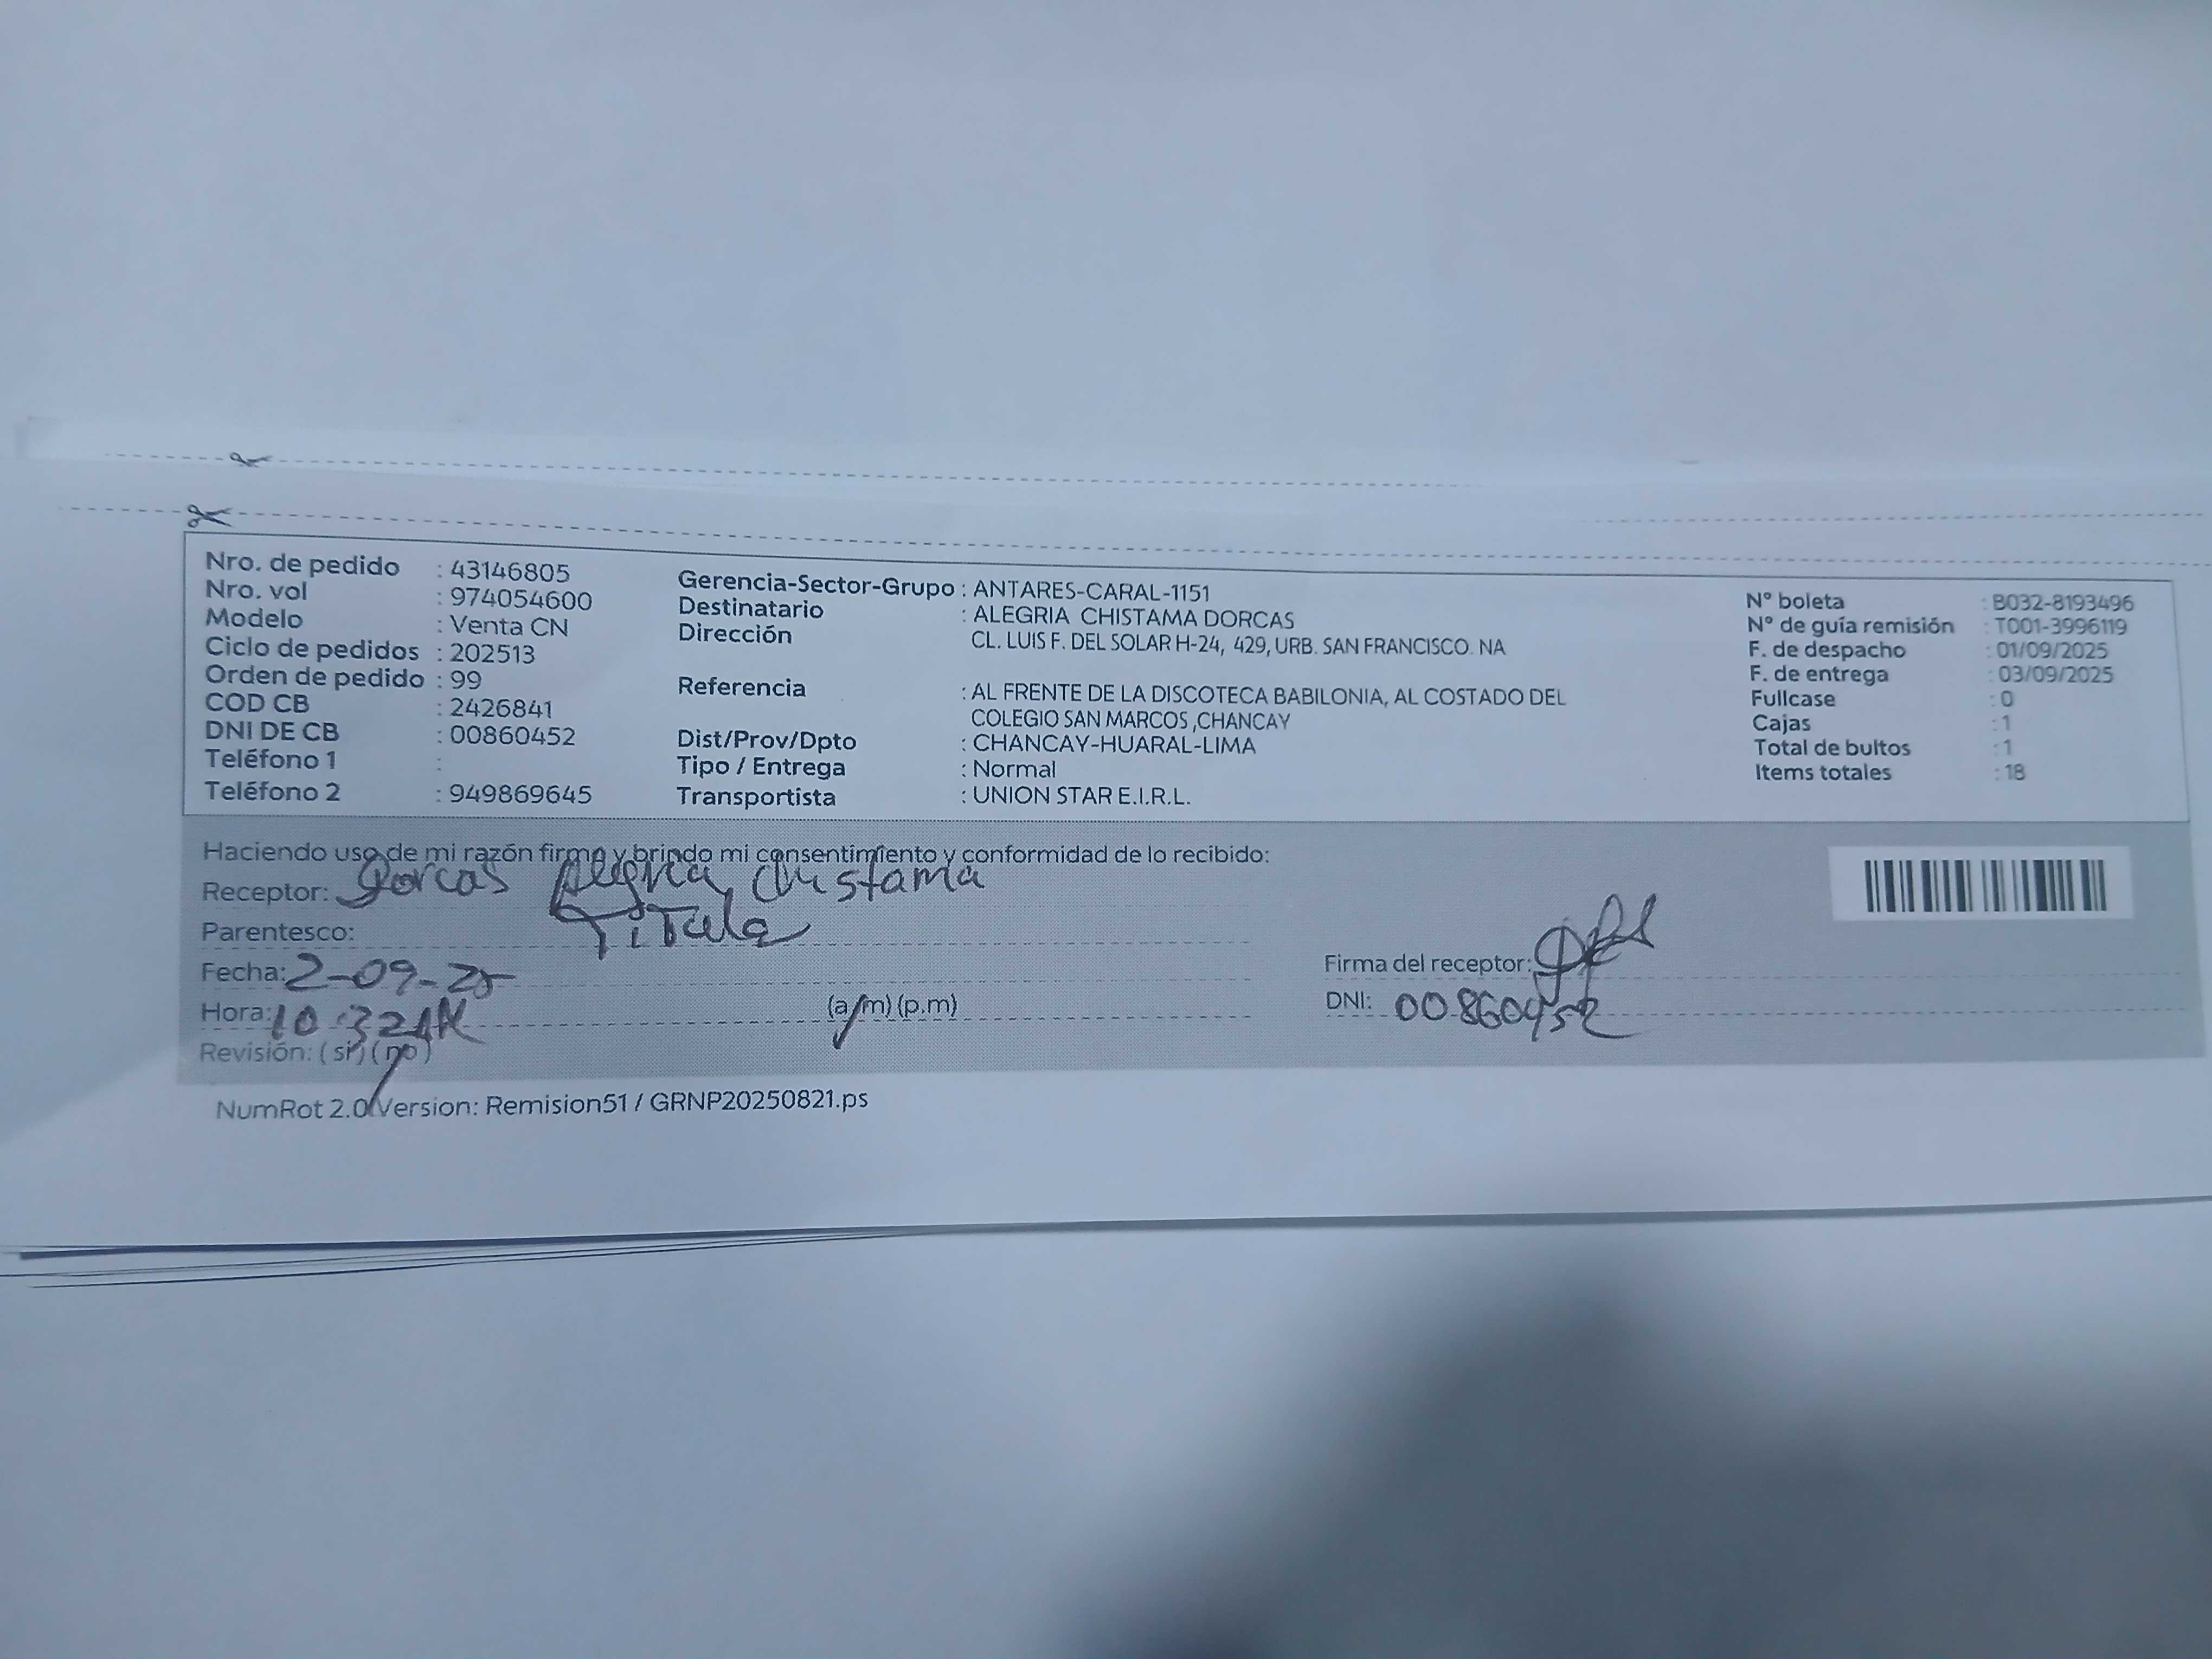 Nro. de pedido : 43146805
Nro. vol : 974054600
Modelo : Venta CN
Ciclo de pedidos : 202513
Orden de pedido : 99
COD CB : 2426841
DNI DE CB : 00860452
Teléfono 1 :
Teléfono 2 : 949869645
Gerencia-Sector-Grupo : ANTARES-CARAL-1151
Destinatario : ALEGRIA CHISTAMA DORCAS
Dirección CL. LUIS F. DEL SOLAR H-24, 429, URB. SAN FRANCISCO. NA
Referencia : AL FRENTE DE LA DISCOTECA BABILONIA, AL COSTADO DEL
COLEGIO SAN MARCOS ,CHANCAY
Dist/Prov/Dpto : CHANCAY-HUARAL-LIMA
Tipo / Entrega : Normal
Transportista : UNION STAR E.I.R.L.
N° boleta : B032-8193496
N° de guía remisión : T001-3996119
F. de despacho : 01/09/2025
F. de entrega : 03/09/2025
Fullcase : 0
Cajas : 1
Total de bultos : 1
Items totales : 18
Haciendo uso de mi razón firmo y brindo mi consentimiento y conformidad de lo recibido:
Receptor: Dorcas Alegria Chistama
Parentesco: Titula
Fecha: 2-09-25
Hora: 10:32AM (a.m) (p.m)
Revisión: (si) (no)
Firma del receptor:
DNI: 00860452
NumRot 2.0 Version: Remision51 / GRNP20250821.ps